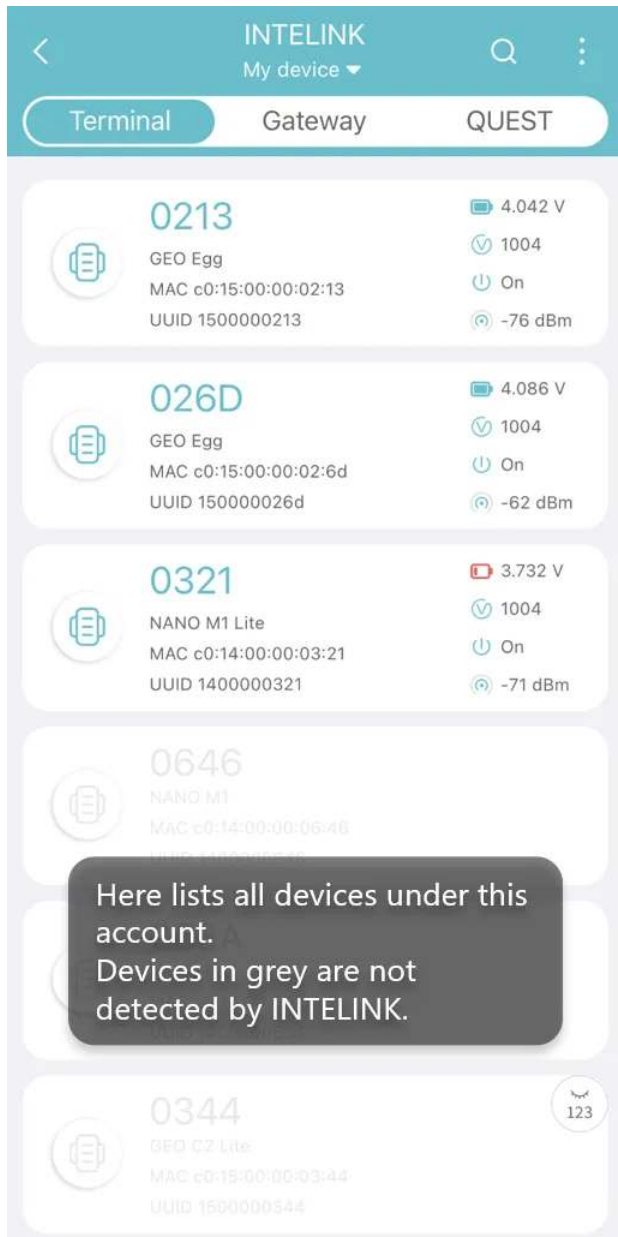 INTELINK
My device
Terminal Gateway QUEST
0213
4.042 V
GEO Egg
1004
MAC c0:15:00:00:02:13
On
UUID 1500000213
-76 dBm
026D
4.086 V
GEO Egg
1004
MAC c0:15:00:00:02:6d
On
UUID 150000026d
-62 dBm
0321
3.732 V
NANO M1 Lite
1004
MAC c0:14:00:00:03:21
On
UUID 1400000321
-71 dBm
0646
NANO M1
MAC c0:14:00:00:06:46
Here lists all devices under this
account.
Devices in grey are not
detected by INTELINK.
0344
123
GEO C2 Lite
MAC c0:15:00:00:03:44
UUID